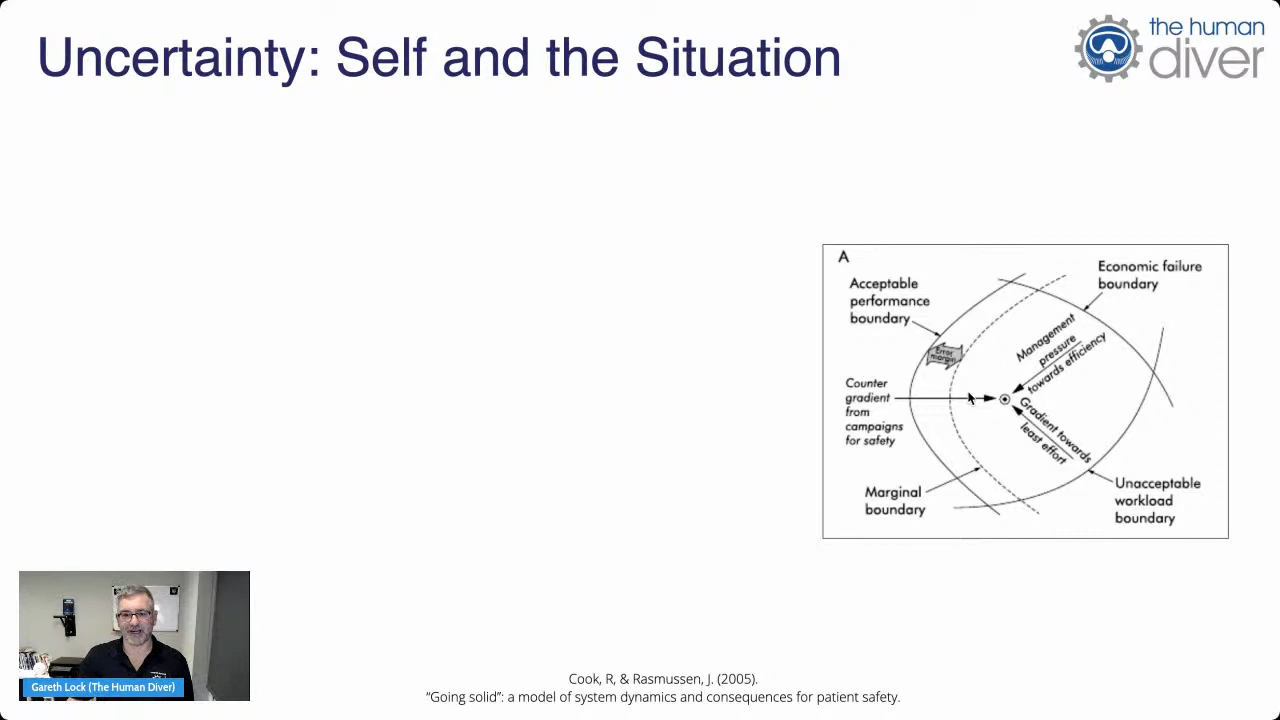 Uncertainty: Self and the Situation
the human
diver
A
Acceptable
performance
boundary
Economic failure
boundary
Error
margin
Management
pressure
towards efficiency
Counter
gradient
from
campaigns
for safety
Gradient towards
least effort
Marginal
boundary
Unacceptable
workload
boundary
Gareth Lock (The Human Diver)
Cook, R, & Rasmussen, J. (2005).
“Going solid”: a model of system dynamics and consequences for patient safety.